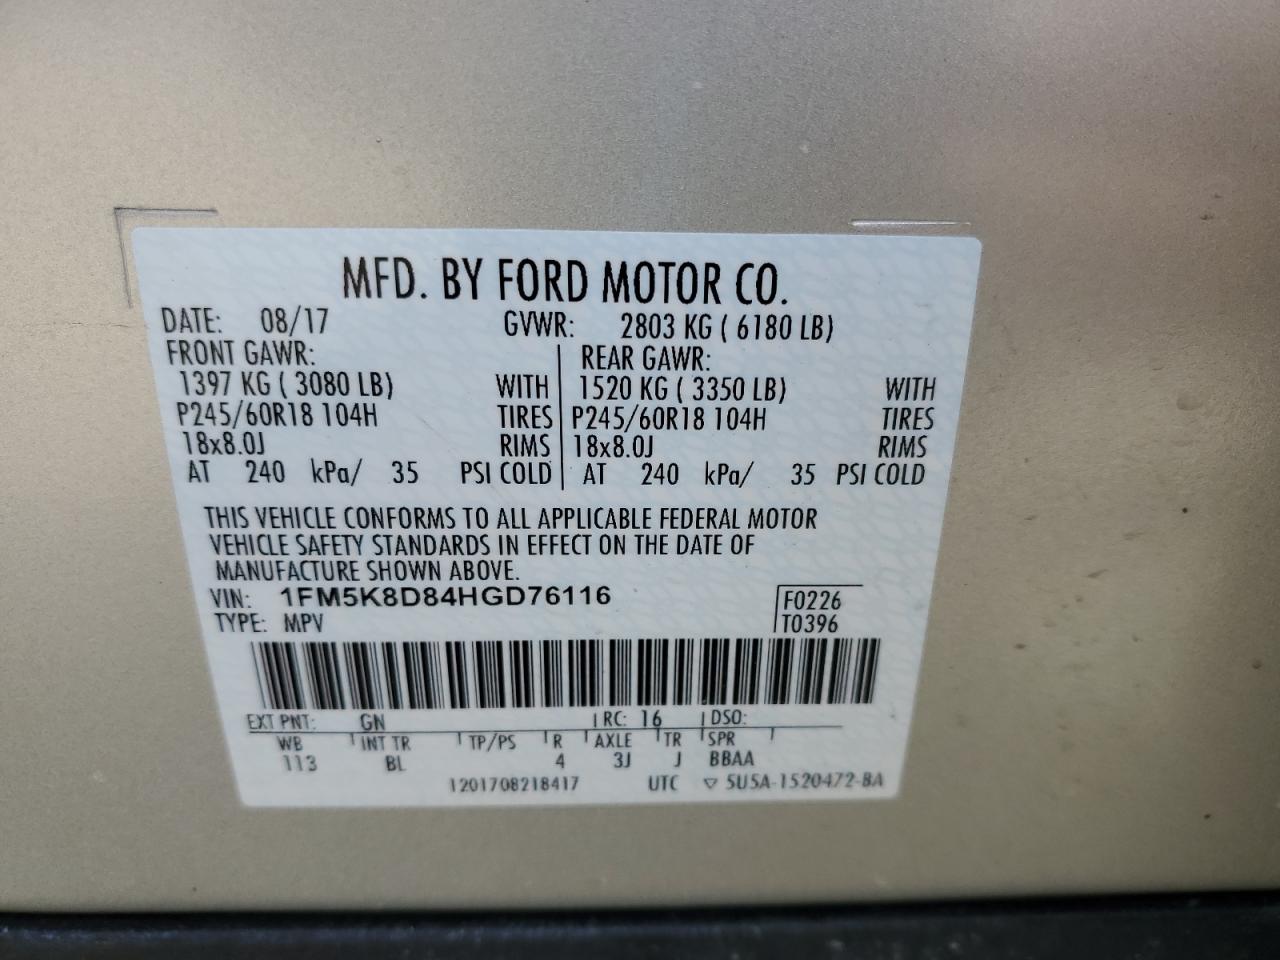 MFD. BY FORD MOTOR CO.
DATE: 08/17 GVWR: 2803 KG ( 6180 LB)
FRONT GAWR: REAR GAWR:
1397 KG ( 3080 LB) WITH 1520 KG ( 3350 LB) WITH
P245/60R18 104H TIRES P245/60R18 104H TIRES
18x8.0J RIMS 18x8.0J RIMS
AT 240 kPa/ 35 PSI COLD AT 240 kPa/ 35 PSI COLD
THIS VEHICLE CONFORMS TO ALL APPLICABLE FEDERAL MOTOR
VEHICLE SAFETY STANDARDS IN EFFECT ON THE DATE OF
MANUFACTURE SHOWN ABOVE.
VIN: 1FM5K8D84HGD76116 F0226
TYPE: MPV T0396
EXT PNT: GN RC: 16 DSO:
WB INT TR TP/PS R AXLE TR SPR
113 BL 4 3J J BBAA
1201708218417 UTC ▽ 5U5A-1520472-BA